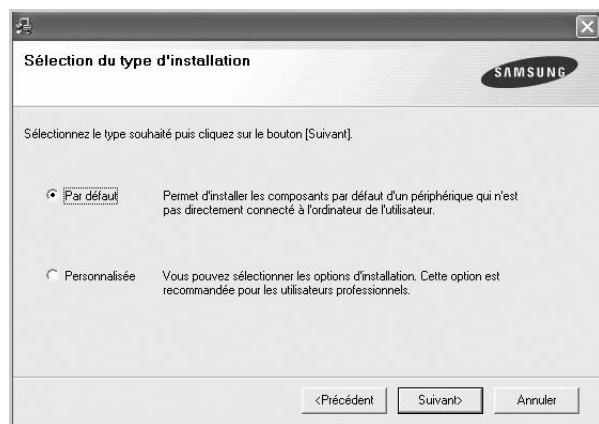 Sélection du type d'installation
SAMSUNG
Sélectionnez le type souhaité puis cliquez sur le bouton [Suivant].
Par défaut
Permet d'installer les composants par défaut d'un périphérique qui n'est
pas directement connecté à l'ordinateur de l'utilisateur.
Personnalisée
Vous pouvez sélectionner les options d'installation. Cette option est
recommandée pour les utilisateurs professionnels.
<Précédent
Suivant>
Annuler